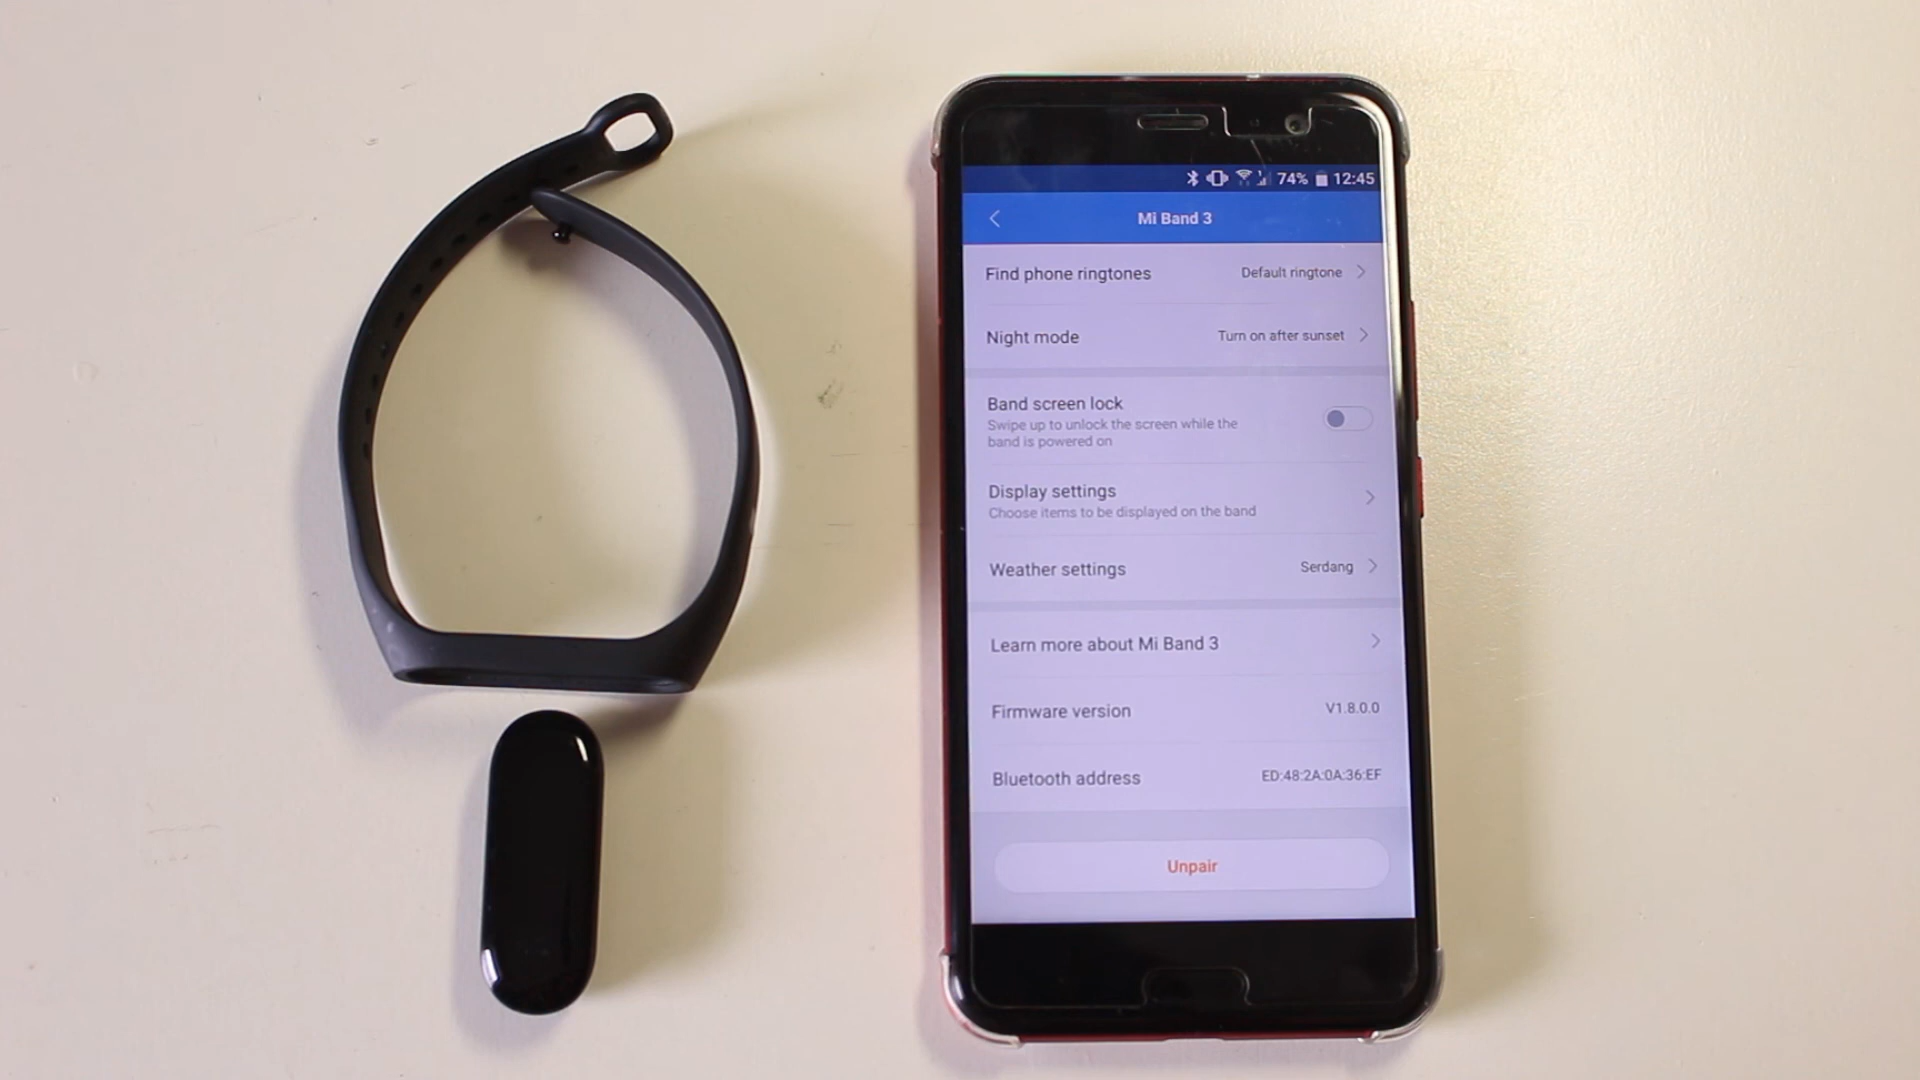 74% 12:45
Mi Band 3
Find phone ringtones Default ringtone
Night mode Turn on after sunset
Band screen lock
Swipe up to unlock the screen while the
band is powered on
Display settings
Choose items to be displayed on the band
Weather settings Serdang
Learn more about Mi Band 3
Firmware version V1.8.0.0
Bluetooth address ED:48:2A:0A:36:EF
Unpair